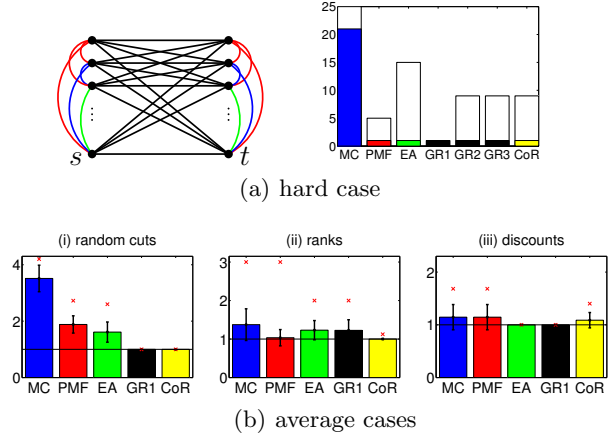 s
t
25
20
15
10
5
0
MC PMF EA GR1 GR2 GR3 CoR
(a) hard case
(i) random cuts
4
2
0
MC PMF EA GR1 CoR
(ii) ranks
3
2
1
0
MC PMF EA GR1 CoR
(iii) discounts
2
1
0
MC PMF EA GR1 CoR
(b) average cases